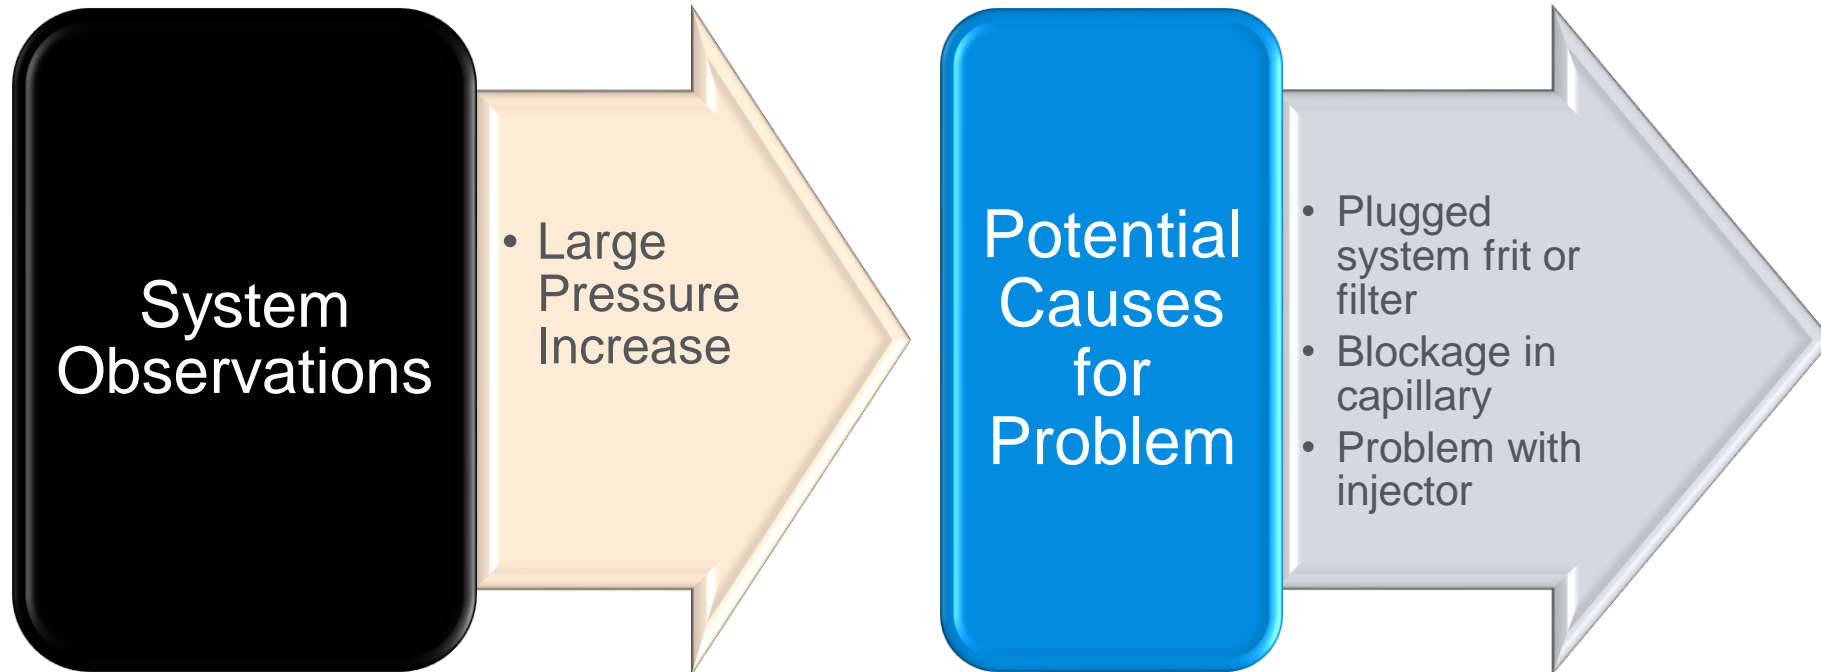 System
Observations
• Large
Pressure
Increase
Potential
Causes
for
Problem
• Plugged
system frit or
filter
• Blockage in
capillary
• Problem with
injector